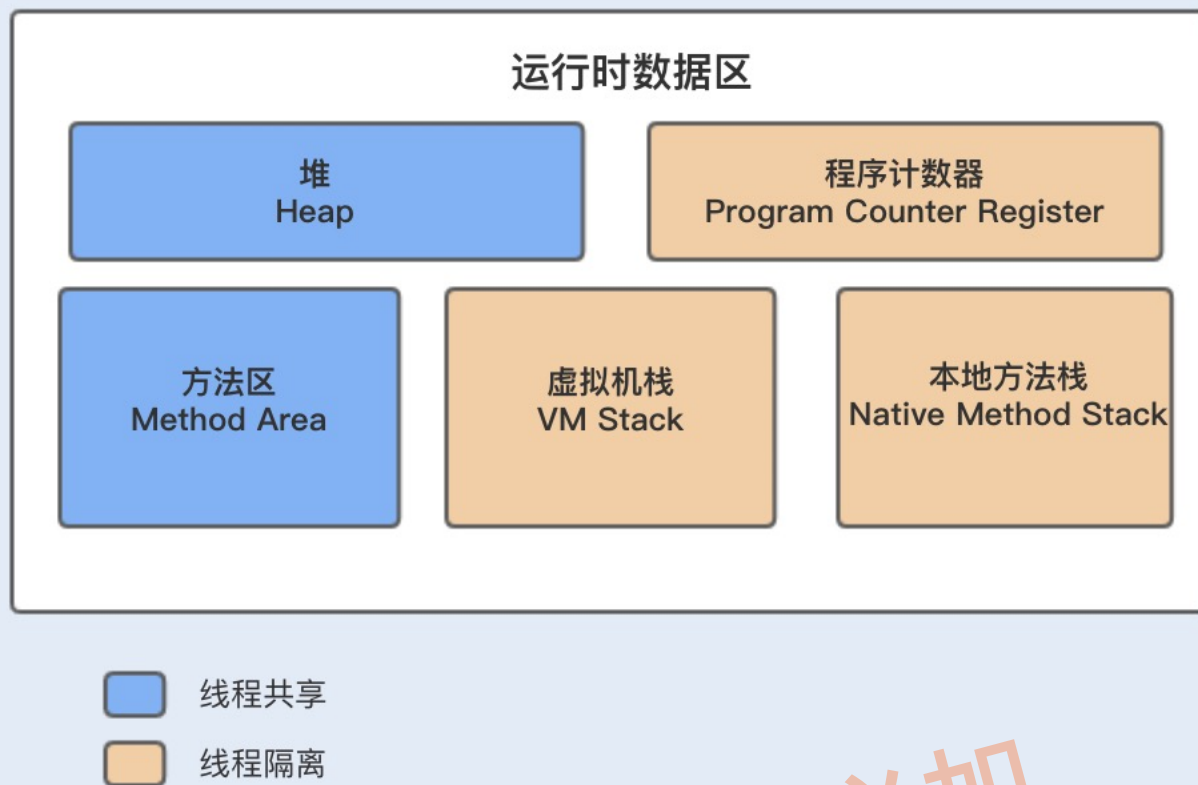 运行时数据区
堆
Heap
程序计数器
Program Counter Register
方法区
Method Area
虚拟机栈
VM Stack
本地方法栈
Native Method Stack
线程共享
线程隔离
加